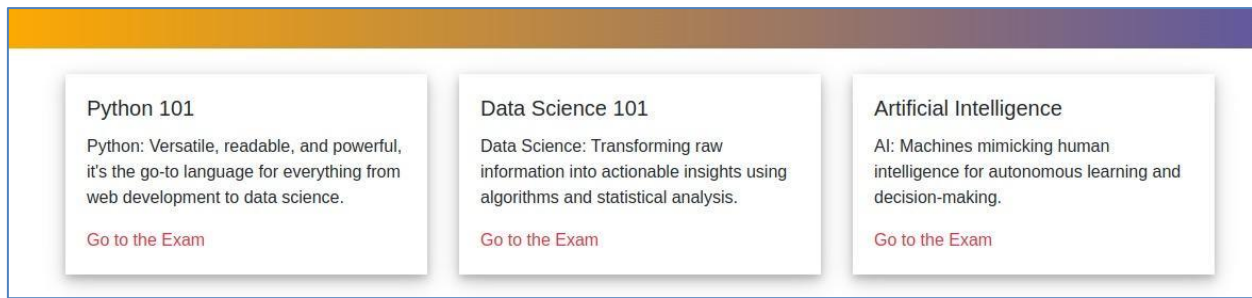 Python 101
Python: Versatile, readable, and powerful,
it's the go-to language for everything from
web development to data science.
Go to the Exam
Data Science 101
Data Science: Transforming raw
information into actionable insights using
algorithms and statistical analysis.
Go to the Exam
Artificial Intelligence
AI: Machines mimicking human
intelligence for autonomous learning and
decision-making.
Go to the Exam